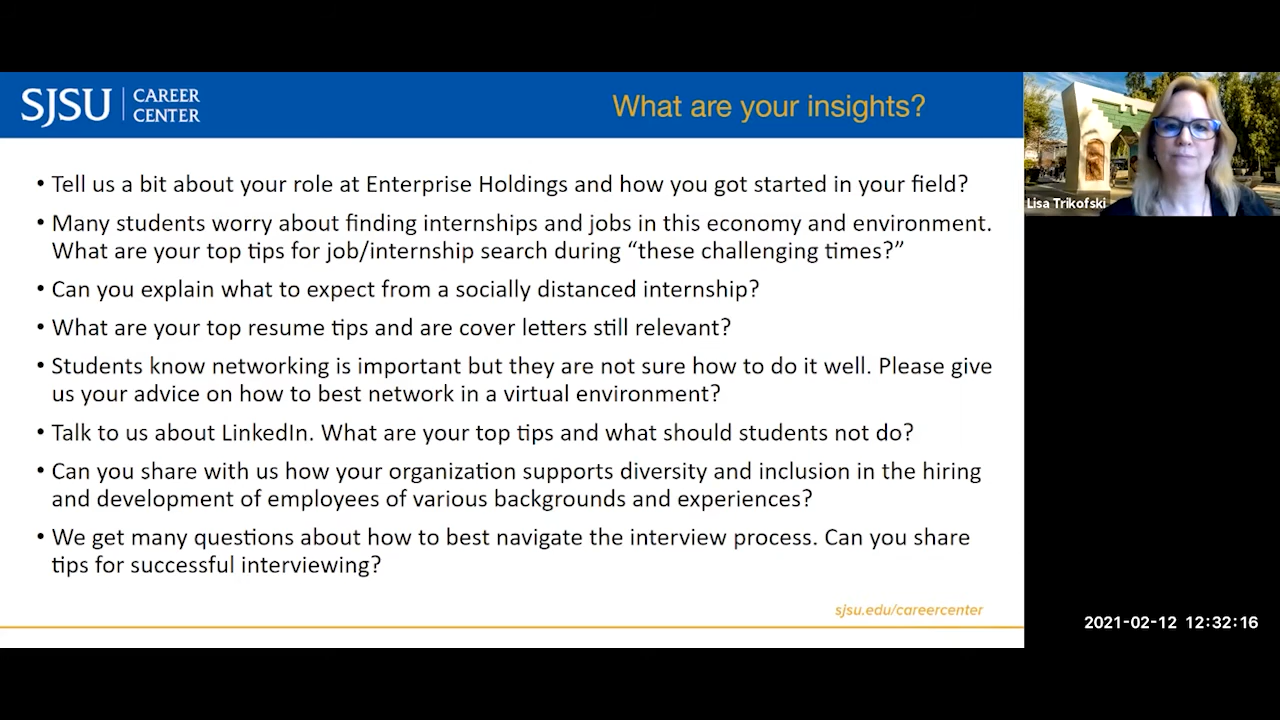 SJSU CAREER CENTER
What are your insights?
• Tell us a bit about your role at Enterprise Holdings and how you got started in your field?
• Many students worry about finding internships and jobs in this economy and environment.
What are your top tips for job/internship search during “these challenging times?”
• Can you explain what to expect from a socially distanced internship?
• What are your top resume tips and are cover letters still relevant?
• Students know networking is important but they are not sure how to do it well. Please give
us your advice on how to best network in a virtual environment?
• Talk to us about LinkedIn. What are your top tips and what should students not do?
• Can you share with us how your organization supports diversity and inclusion in the hiring
and development of employees of various backgrounds and experiences?
• We get many questions about how to best navigate the interview process. Can you share
tips for successful interviewing?
sjsu.edu/careercenter
Lisa Trikofski
2021-02-12 12:32:16